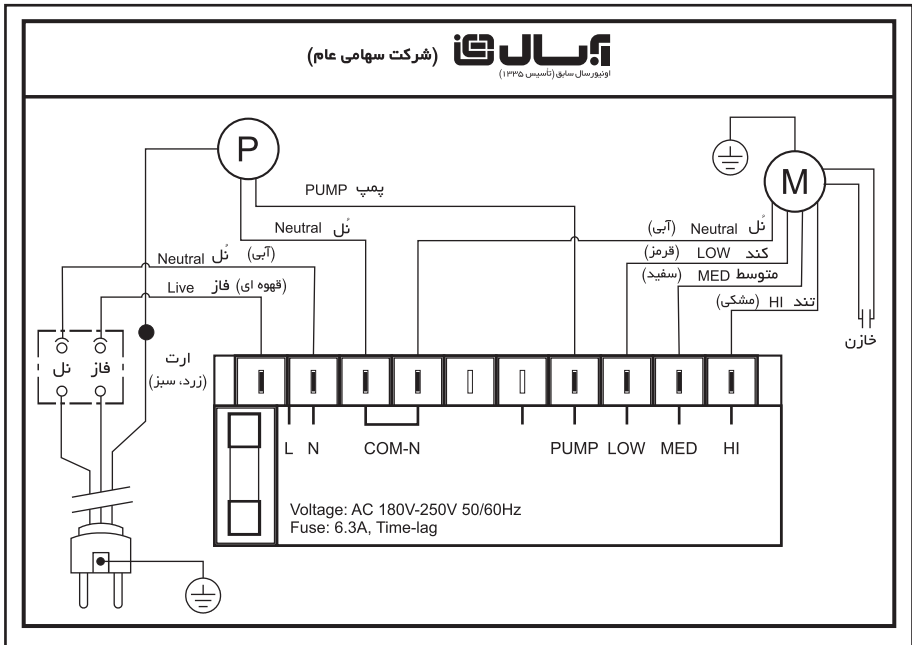 آبسال (شرکت سهامی عام)
اونیورسال سابق (تأسیس ۱۳۳۵)
P
M
PUMP پمپ
Neutral نُل
(آبی) Neutral نُل
(قرمز) LOW کند
(سفید) MED متوسط
(مشکی) HI تند
خازن
Neutral نُل (آبی)
Live فاز (قهوه ای)
نل فاز
ارت
(زرد، سبز)
L N COM-N PUMP LOW MED HI
Voltage: AC 180V-250V 50/60Hz
Fuse: 6.3A, Time-lag